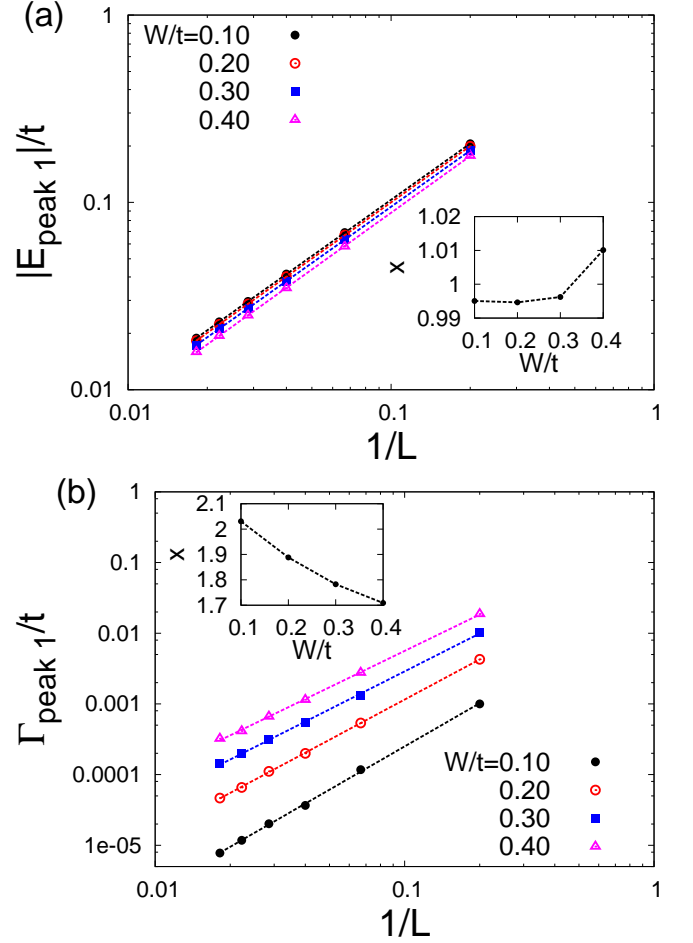 (a)
1
0.1
0.01
|E_peak 1|/t
W/t=0.10
0.20
0.30
0.40
1.02
1.01
1
0.99
x
0.1 0.2 0.3 0.4
W/t
0.01 0.1 1
1/L
(b)
1
0.1
0.01
0.001
0.0001
1e-05
Γ_peak 1/t
2.1
2
1.9
1.8
1.7
x
0.1 0.2 0.3 0.4
W/t
W/t=0.10
0.20
0.30
0.40
0.01 0.1 1
1/L